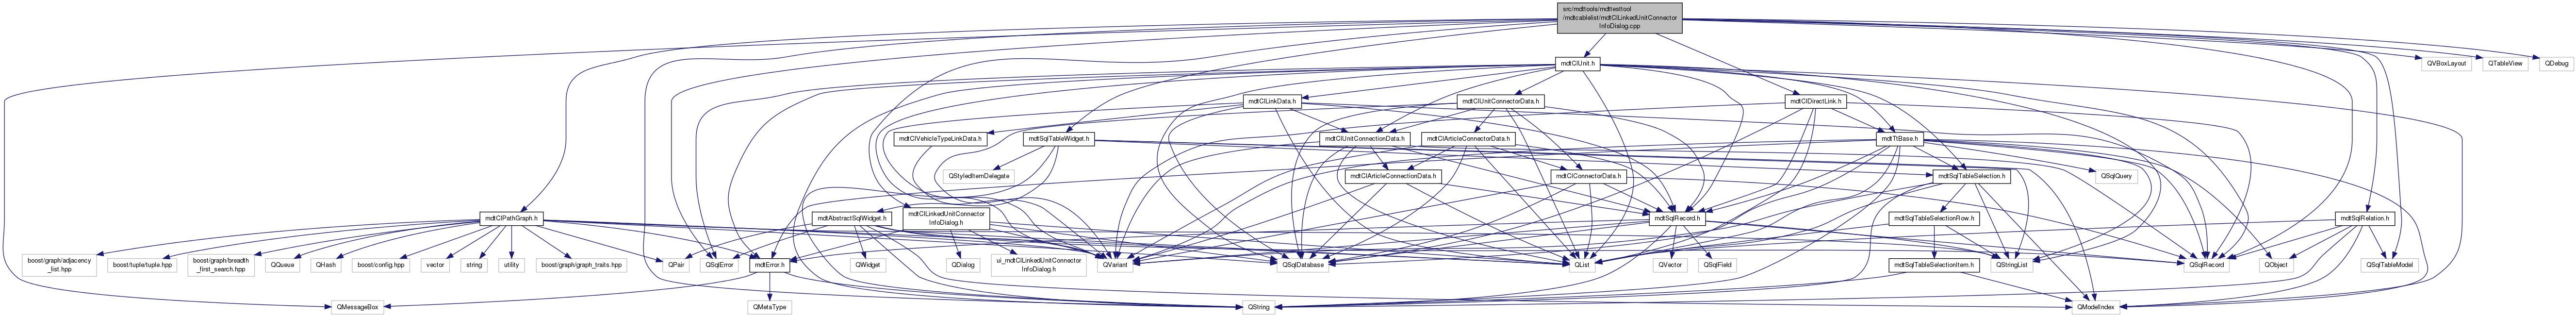 src/mdttools/mdttesttool
/mdtcablelist/mdtClLinkedUnitConnector
InfoDialog.cpp
mdtClUnit.h
QVBoxLayout
QTableView
QDebug
mdtClLinkData.h
mdtClUnitConnectorData.h
mdtClDirectLink.h
mdtClVehicleTypeLinkData.h
mdtSqlTableWidget.h
mdtClUnitConnectionData.h
mdtClArticleConnectorData.h
mdtTtBase.h
QStyledItemDelegate
mdtClArticleConnectionData.h
mdtClConnectorData.h
mdtSqlTableSelection.h
QSqlQuery
mdtClPathGraph.h
mdtAbstractSqlWidget.h
mdtClLinkedUnitConnector
InfoDialog.h
mdtSqlRecord.h
mdtSqlTableSelectionRow.h
mdtSqlRelation.h
boost/graph/adjacency
_list.hpp
boost/tuple/tuple.hpp
boost/graph/breadth
_first_search.hpp
QQueue
QHash
boost/config.hpp
vector
string
utility
boost/graph/graph_traits.hpp
QPair
QSqlError
mdtError.h
QWidget
QDialog
ui_mdtClLinkedUnitConnector
InfoDialog.h
QVariant
QSqlDatabase
QList
QVector
QSqlField
mdtSqlTableSelectionItem.h
QStringList
QSqlRecord
QObject
QSqlTableModel
QMessageBox
QMetaType
QString
QModelIndex